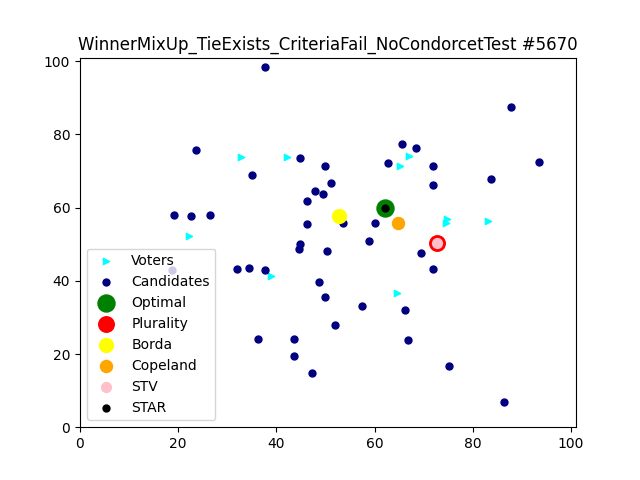 WinnerMixUp_TieExists_CriteriaFail_NoCondorcetTest #5670
100
80
60
40
20
0
Voters
Candidates
Optimal
Plurality
Borda
Copeland
STV
STAR
0 20 40 60 80 100